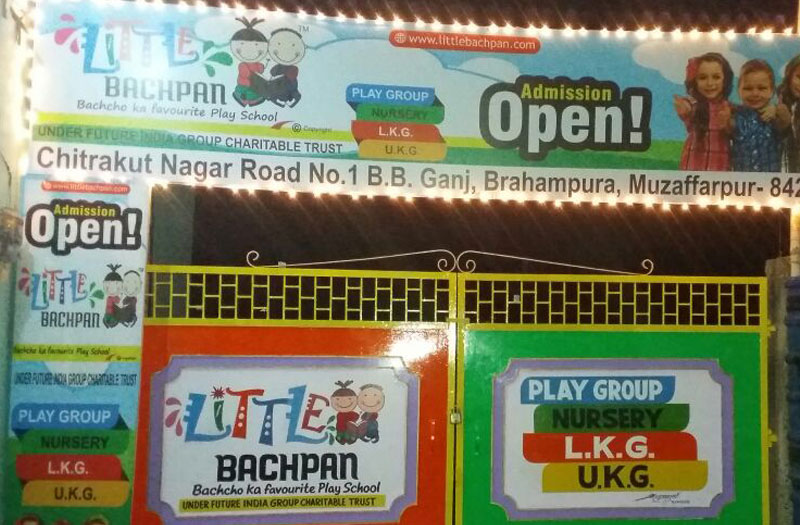 www.littlebachpan.com
LITTLE
BACHPAN
TM
Bachcho ka favourite Play School
© Copyright
UNDER FUTURE INDIA GROUP CHARITABLE TRUST
PLAY GROUP
NURSERY
L.K.G.
U.K.G.
Admission
Open!
Chitrakut Nagar Road No.1 B.B. Ganj, Brahampura, Muzaffarpur- 842
www.littlebachpan.com
Admission
Open!
LITTLE
BACHPAN
Bachcho ka favourite Play School
UNDER FUTURE INDIA GROUP CHARITABLE TRUST
PLAY GROUP
NURSERY
L.K.G.
U.K.G.
LITTLE
BACHPAN
Bachcho ka favourite Play School
UNDER FUTURE INDIA GROUP CHARITABLE TRUST
PLAY GROUP
NURSERY
L.K.G.
U.K.G.